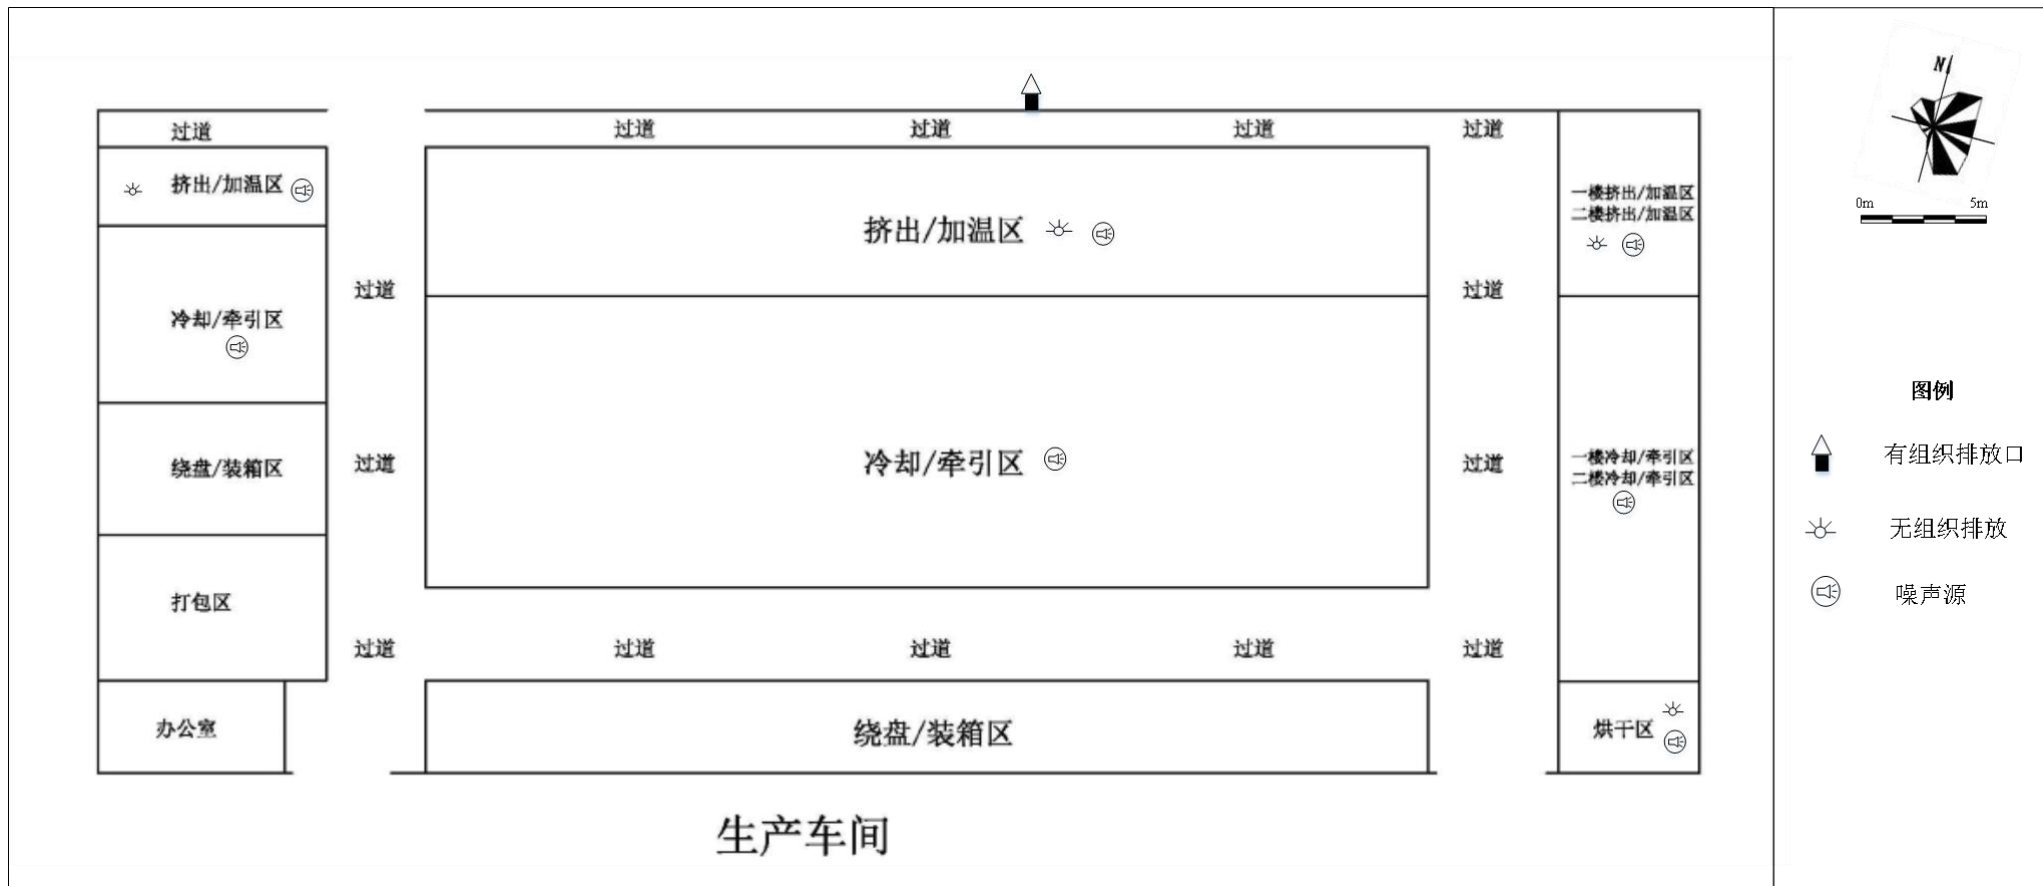 过道
过道
过道
过道
过道
挤出/加温区
挤出/加温区
一楼挤出/加温区
二楼挤出/加温区
过道
过道
冷却/牵引区
过道
冷却/牵引区
过道
一楼冷却/牵引区
二楼冷却/牵引区
绕盘/装箱区
打包区
过道
过道
过道
过道
过道
办公室
绕盘/装箱区
烘干区
生产车间
N
0m
5m
图例
有组织排放口
无组织排放
噪声源